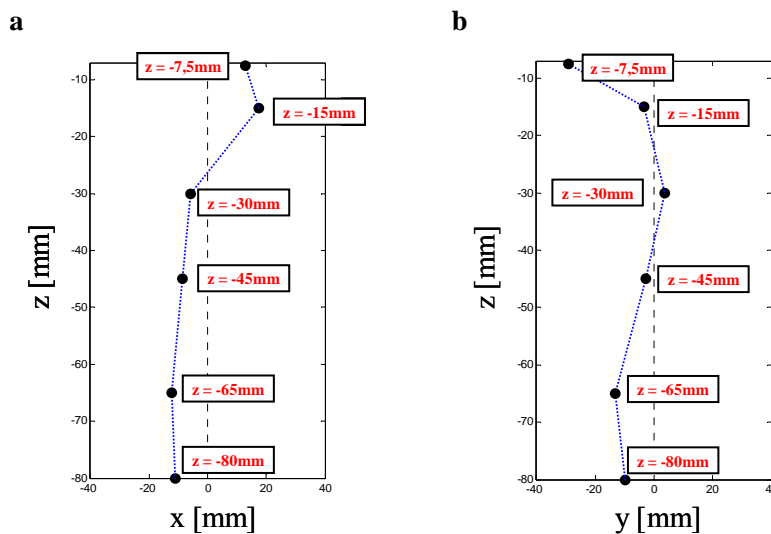 a
z = -7,5mm
z = -15mm
z = -30mm
z = -45mm
z = -65mm
z = -80mm
-10
-20
-30
-40
-50
-60
-70
-80
-40
-20
0
20
40
z [mm]
x [mm]
b
z = -7,5mm
z = -15mm
z = -30mm
z = -45mm
z = -65mm
z = -80mm
-10
-20
-30
-40
-50
-60
-70
-80
-40
-20
0
20
40
z [mm]
y [mm]